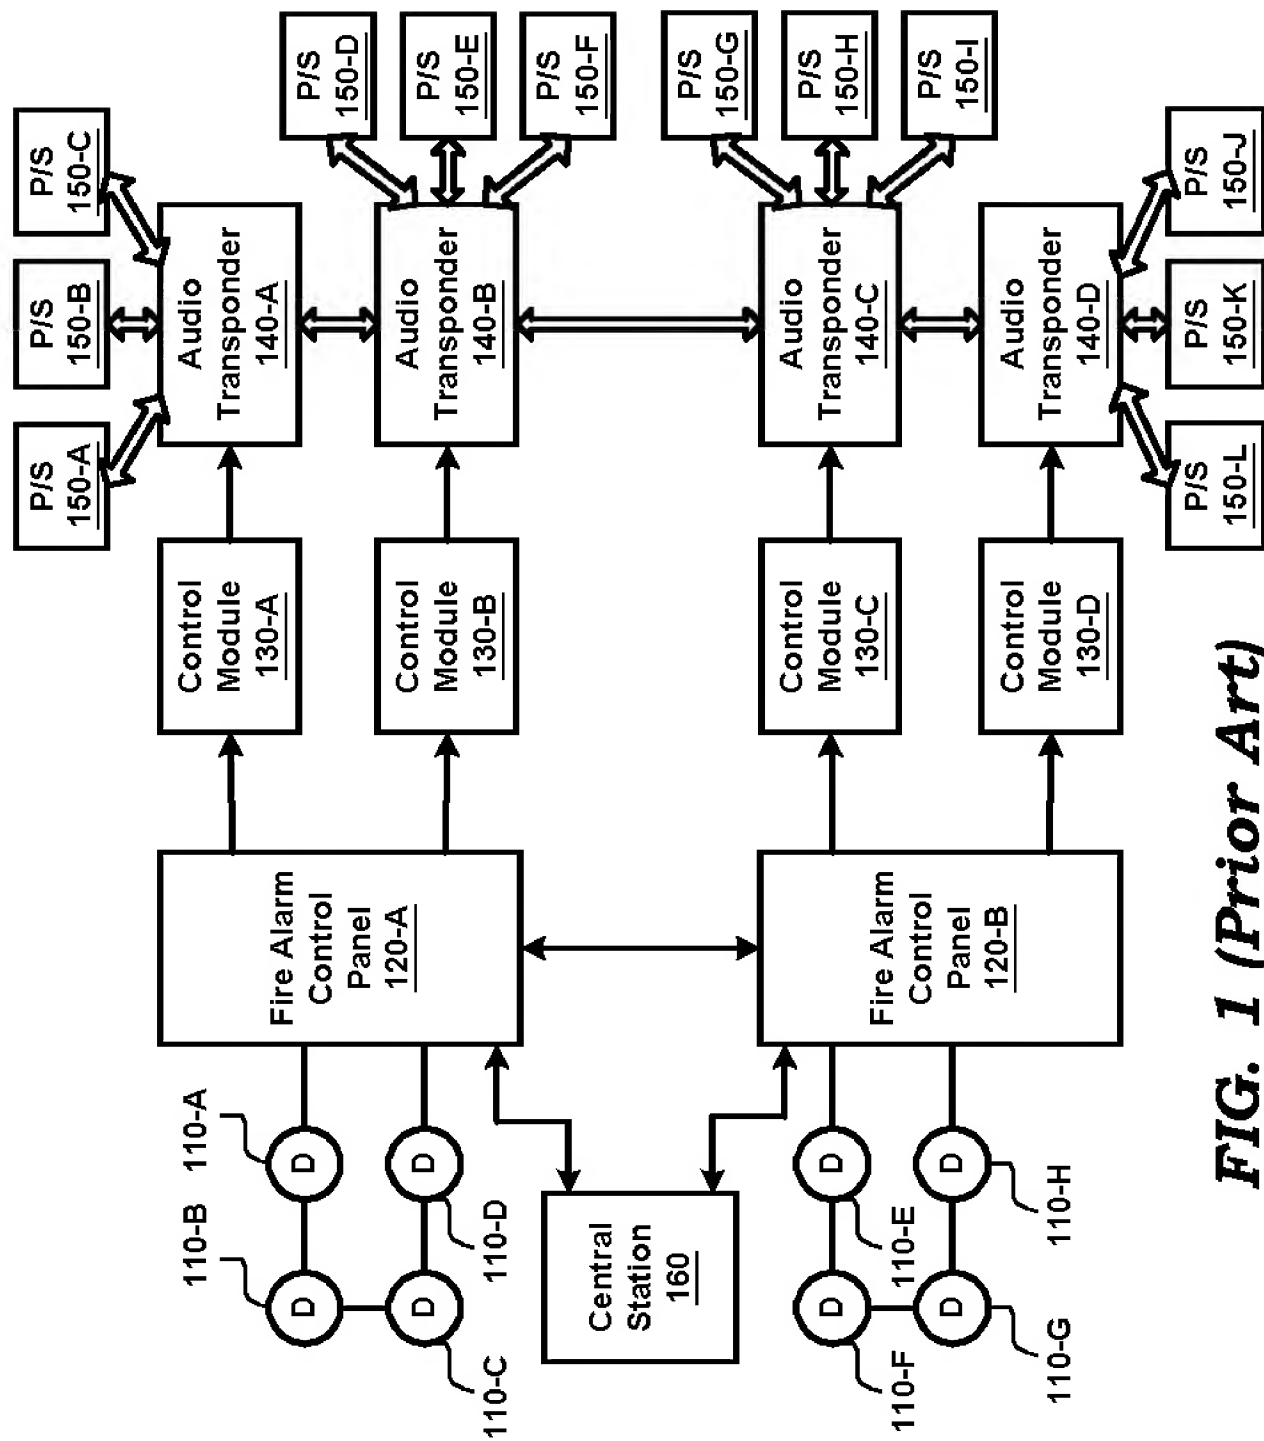 P/S
150-A
P/S
150-B
P/S
150-C
P/S
150-D
P/S
150-E
P/S
150-F
P/S
150-G
P/S
150-H
P/S
150-I
P/S
150-J
P/S
150-K
P/S
150-L
Audio
Transponder
140-A
Audio
Transponder
140-B
Audio
Transponder
140-C
Audio
Transponder
140-D
Control
Module
130-A
Control
Module
130-B
Control
Module
130-C
Control
Module
130-D
Fire Alarm
Control
Panel
120-A
Fire Alarm
Control
Panel
120-B
110-A
D
110-B
D
110-C
D
110-D
D
110-E
D
110-F
D
110-G
D
110-H
D
Central
Station
160
FIG. 1 (Prior Art)